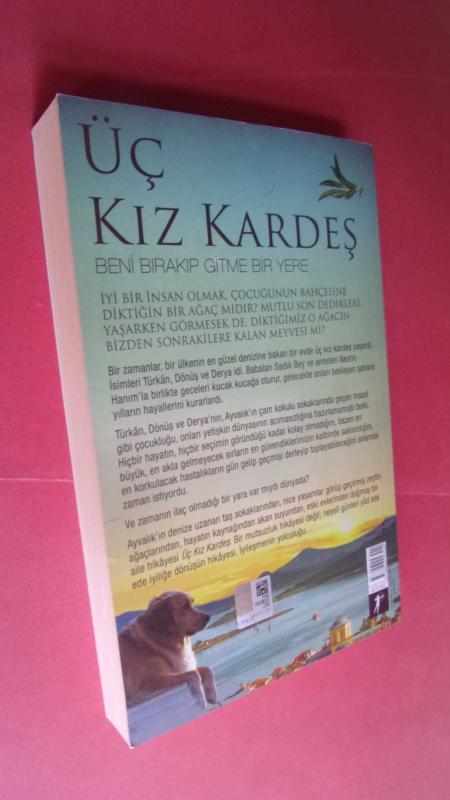 ÜÇ
KIZ KARDEŞ
BENİ BIRAKIP GİTME BİR YERE
İYİ BİR İNSAN OLMAK, ÇOCUĞUNUN BAHÇESİNE
DİKTİĞİN BİR AĞAÇ MIDIR? MUTLU SON DEDİKLERİ,
YAŞARKEN GÖRMESEK DE, DİKTİĞİMİZ O AĞACIN
BİZDEN SONRAKİLERE KALAN MEYVESİ Mİ?
Bir zamanlar, bir ülkenin en güzel denizine bakan bir evde üç kız kardeş yaşardı.
İsimleri Türkân, Dönüş ve Derya idi. Babaları Sadık Bey ve anneleri Nesrin
Hanım'la birlikte geceleri kucak kucağa oturur, gelecekte onları bekleyen şahane
yılların hayallerini kurarlardı.
Türkân, Dönüş ve Derya'nın, Ayvalık'ın çam kokulu sokaklarında geçen masal
gibi çocukluğu, onları yetişkin dünyasının acımasızlığına hazırlamamıştı belki.
Hiçbir hayatın, hiçbir seçimin göründüğü kadar kolay olmadığını, bazen en
büyük, en akla gelmeyecek sırların en güvendiklerimizin kalbinde saklandığını,
en korkulacak hastalıkların gün gelip geçmişi derleyip toplayabileceğini anlamak
zaman istiyordu.
Ve zamanın ilaç olmadığı bir yara var mıydı dünyada?
Ayvalık'ın denize uzanan taş sokaklarından, nice yaşamlar görüp geçirmiş zeytin
ağaçlarından, hayatın kaynağından akan suyundan, eski evlerinden doğmuş bir
aile hikâyesi Üç Kız Kardeş. Bir mutsuzluk hikâyesi değil; neşeli günleri yâd ede
ede iyiliğe dönüşün hikâyesi. İyileşmenin yolculuğu...